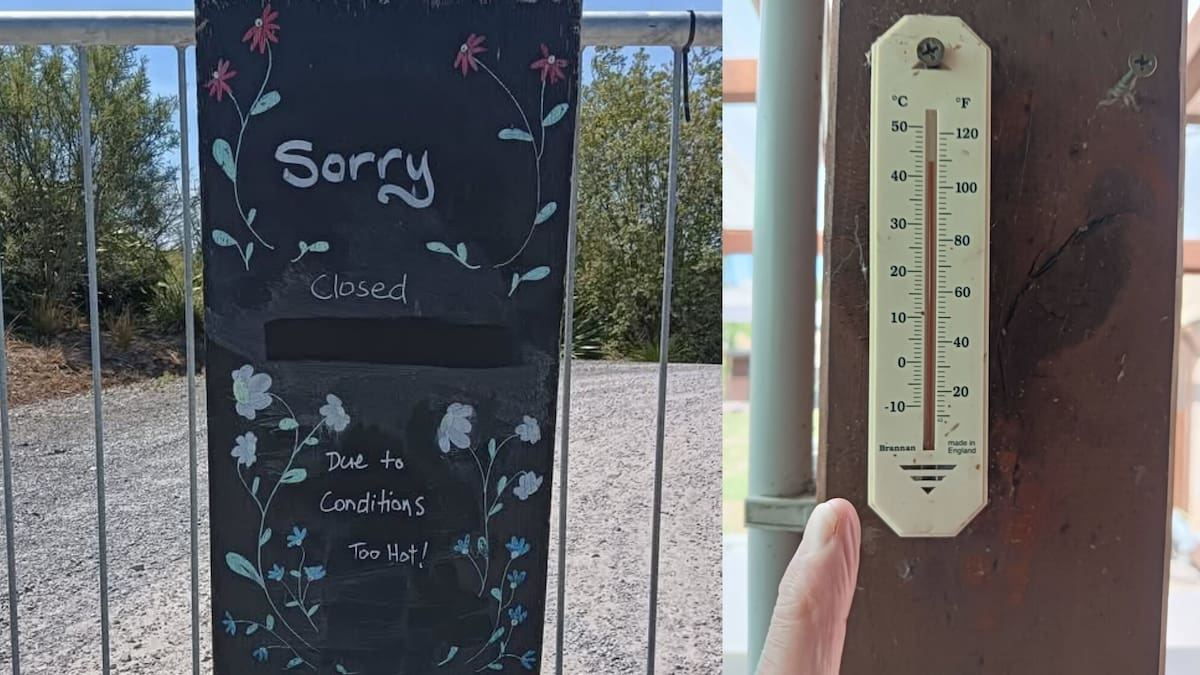 Sorry
Closed
Due to
Conditions
Too Hot!
°C °F
50 120
40 100
30 80
20 60
10 40
0 20
-10
Brannan made in
England